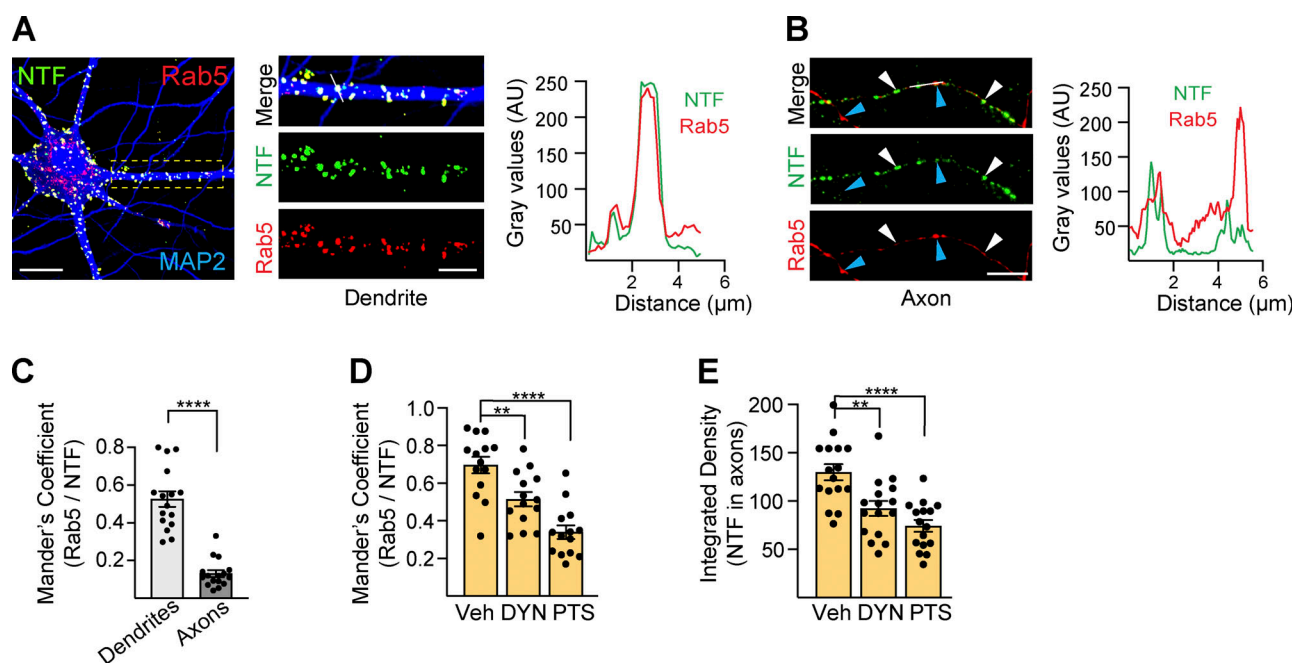 A
NTF Rab5
MAP2
Merge
NTF
Rab5
Dendrite
Gray values (AU)
250
200
150
100
50
2 4 6
Distance (μm)
NTF
Rab5
B
Merge
NTF
Rab5
Axon
Gray values (AU)
250
200
150
100
50
2 4 6
Distance (μm)
NTF
Rab5
C
Mander's Coefficient
(Rab5 / NTF)
0.8
0.6
0.4
0.2
****
Dendrites
Axons
D
Mander's Coefficient
(Rab5 / NTF)
1.0
0.8
0.6
0.4
0.2
****
**
Veh DYN PTS
E
Integrated Density
(NTF in axons)
200
150
100
50
****
**
Veh DYN PTS